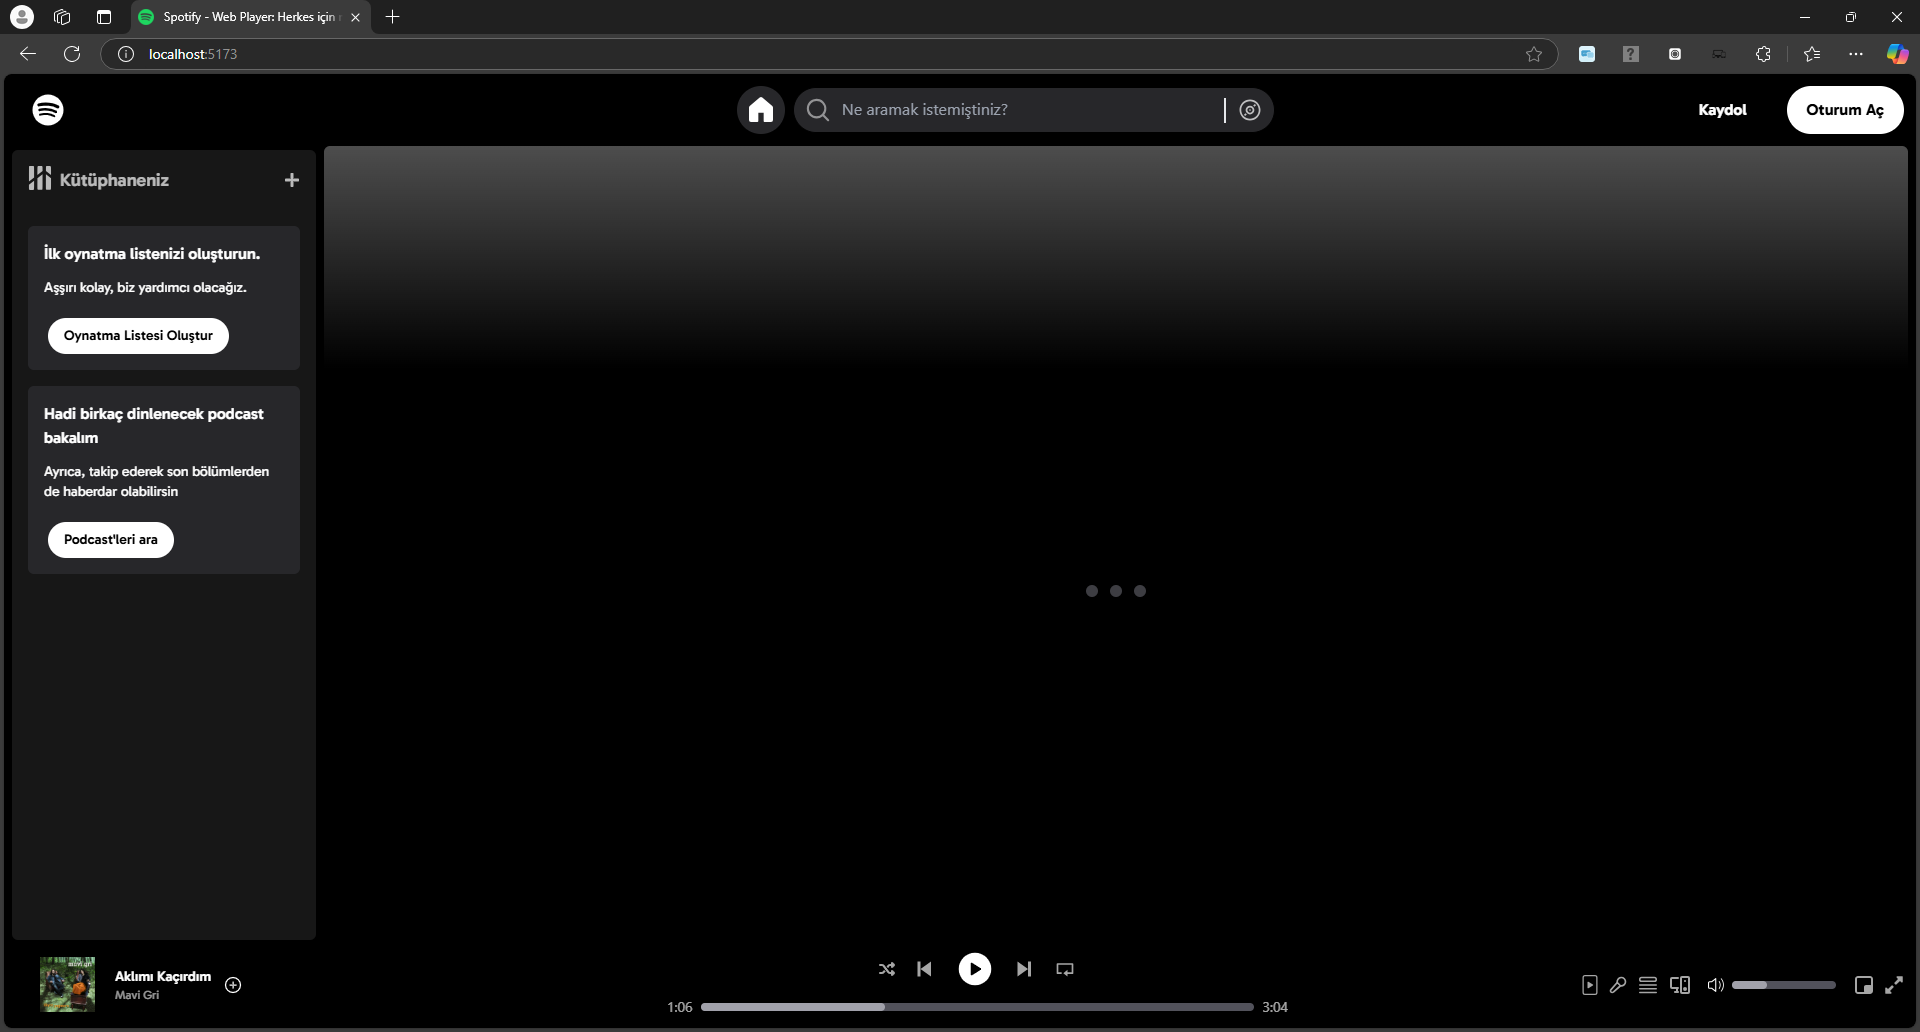 Spotify - Web Player: Herkes için
localhost:5173
Ne aramak istemiştiniz?
Kaydol
Oturum Aç
Kütüphaneniz
İlk oynatma listenizi oluşturun.
Aşşırı kolay, biz yardımcı olacağız.
Oynatma Listesi Oluştur
Hadi birkaç dinlenecek podcast
bakalım
Ayrıca, takip ederek son bölümlerden
de haberdar olabilirsin
Podcast'leri ara
Aklımı Kaçırdım
Mavi Gri
1:06
3:04